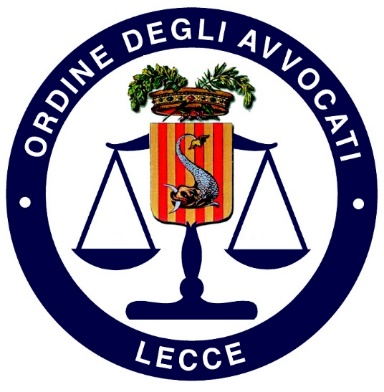 ORDINE DEGLI AVVOCATI
LECCE